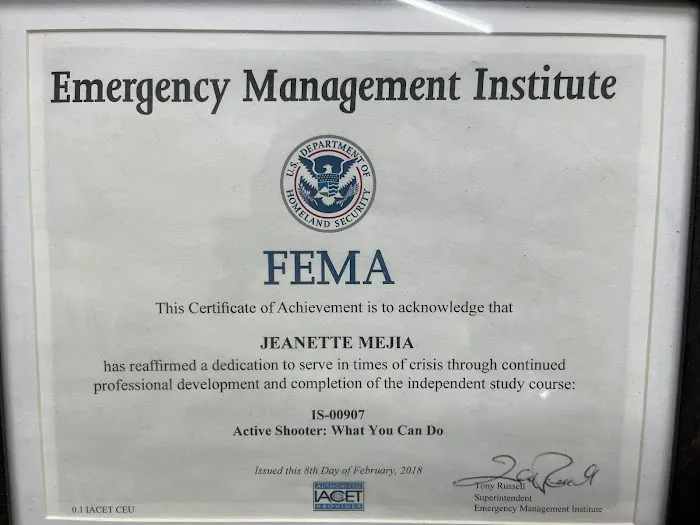 Emergency Management Institute
U.S. DEPARTMENT OF
HOMELAND SECURITY
FEMA
This Certificate of Achievement is to acknowledge that
JEANETTE MEJIA
has reaffirmed a dedication to serve in times of crisis through continued
professional development and completion of the independent study course:
IS-00907
Active Shooter: What You Can Do
Issued this 8th Day of February, 2018
Tony Russell
Superintendent
Emergency Management Institute
AUTHORIZED
IACET
PROVIDER
0.1 IACET CEU